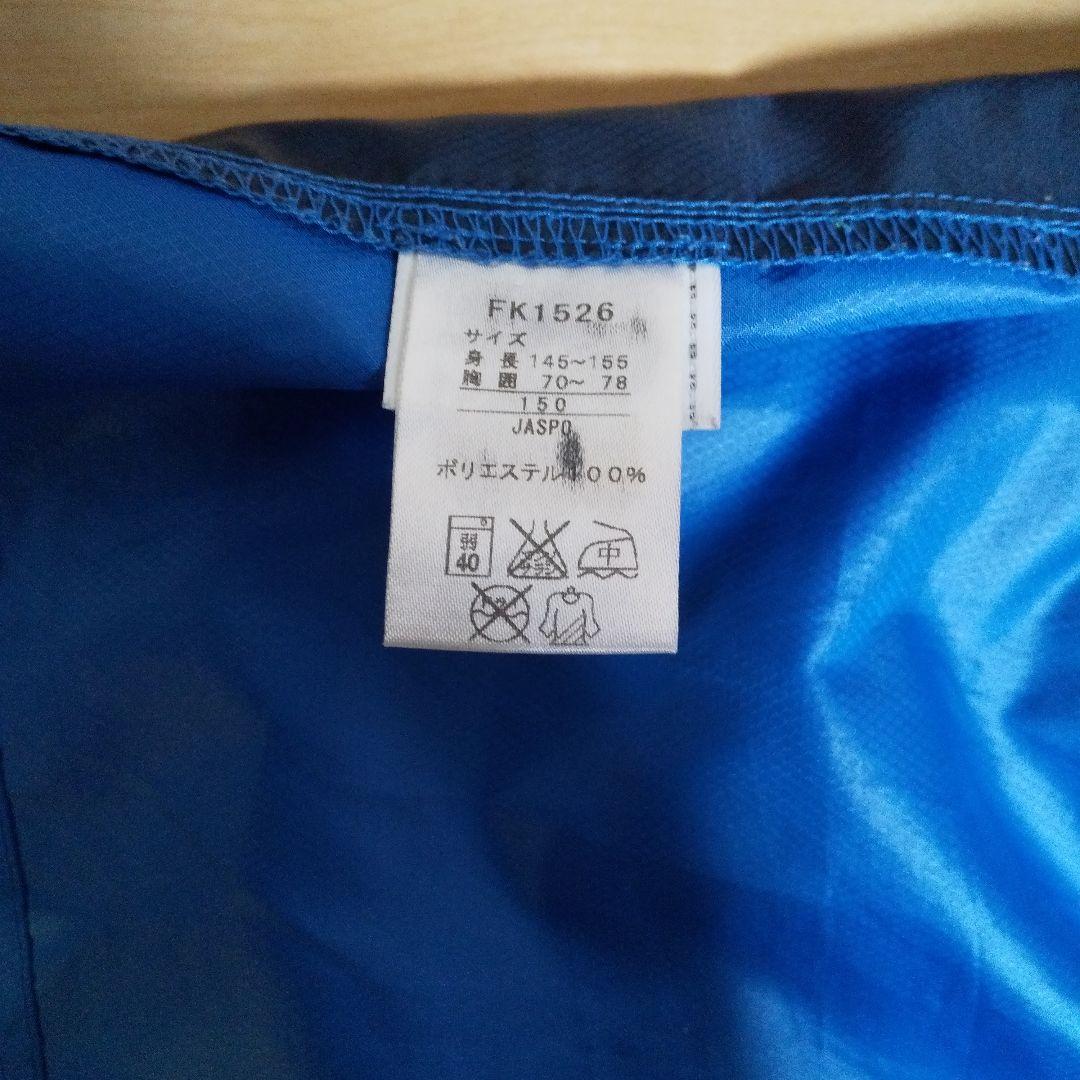 FK1526
サイズ
身長 145~155
胸囲 70~ 78
150
JASPO
ポリエステル100%
弱
40
中